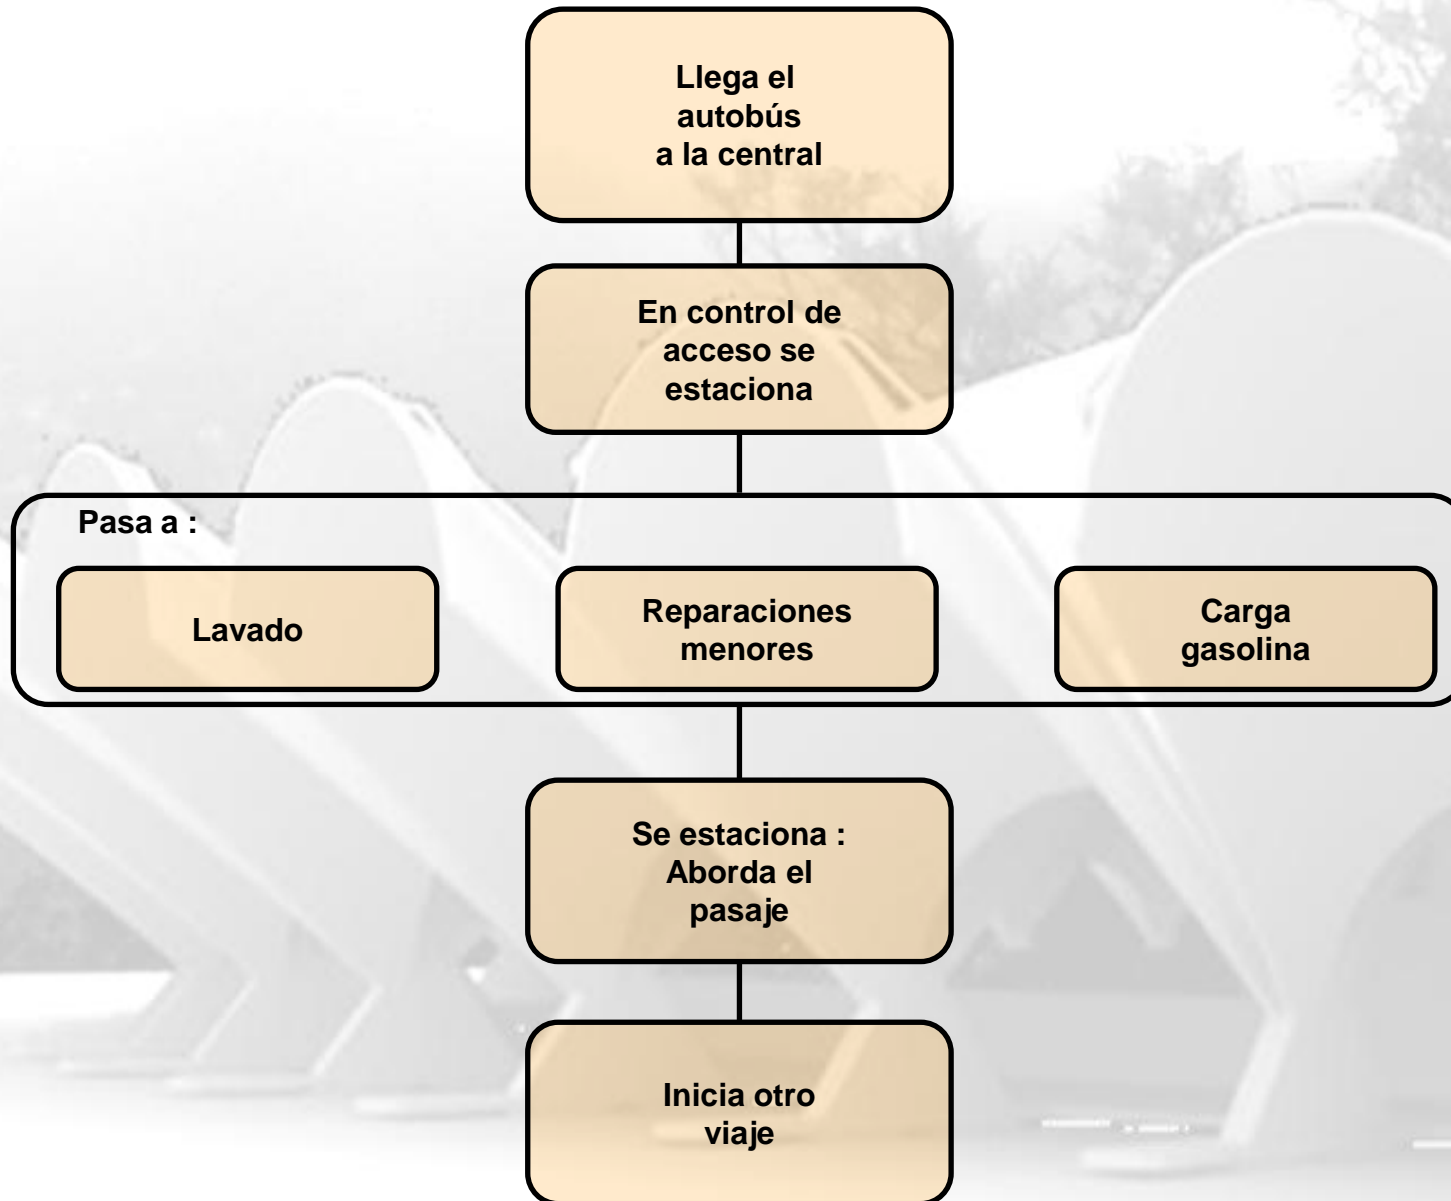 Llega el
autobús
a la central
En control de
acceso se
estaciona
Pasa a :
Lavado
Reparaciones
menores
Carga
gasolina
Se estaciona :
Aborda el
pasaje
Inicia otro
viaje